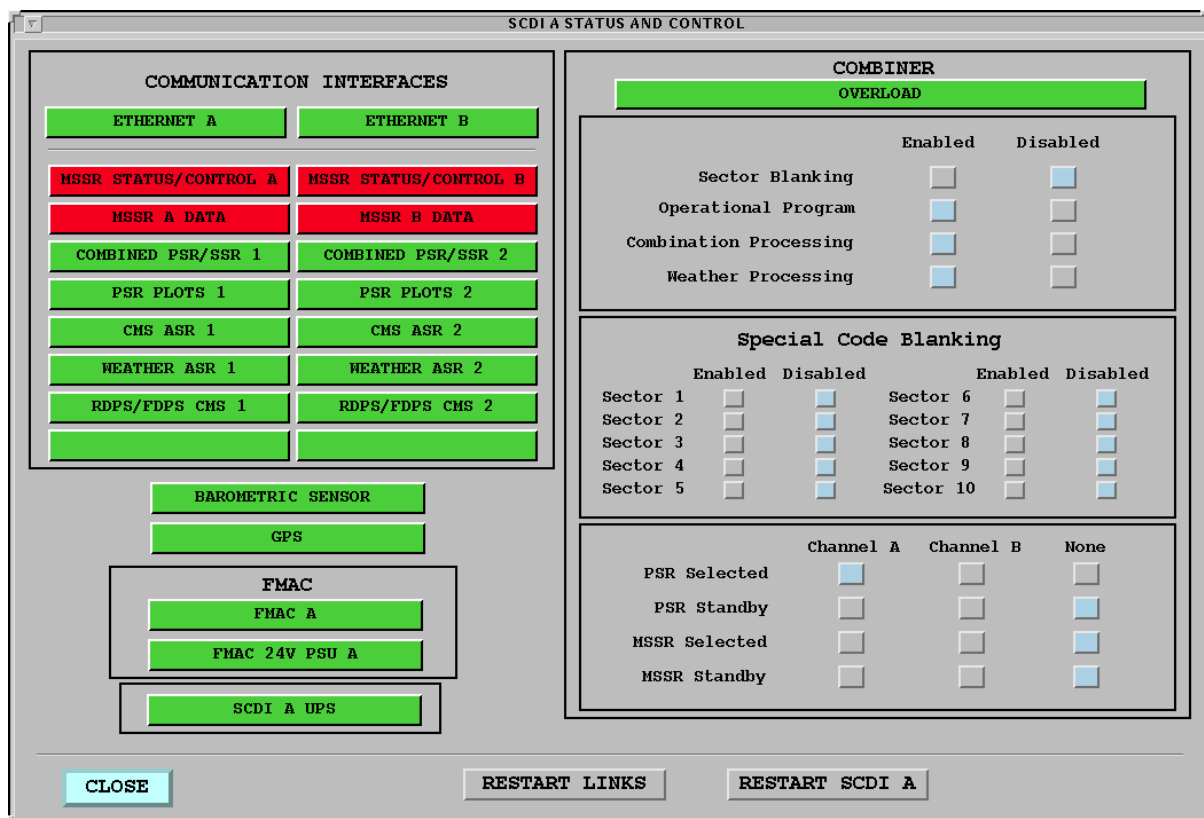 SCDI A STATUS AND CONTROL
COMMUNICATION INTERFACES
ETHERNET A ETHERNET B
MSSR STATUS/CONTROL A MSSR STATUS/CONTROL B
MSSR A DATA MSSR B DATA
COMBINED PSR/SSR 1 COMBINED PSR/SSR 2
PSR PLOTS 1 PSR PLOTS 2
CMS ASR 1 CMS ASR 2
WEATHER ASR 1 WEATHER ASR 2
RDPS/FDPS CMS 1 RDPS/FDPS CMS 2
BAROMETRIC SENSOR
GPS
FMAC
FMAC A
FMAC 24V PSU A
SCDI A UPS
COMBINER
OVERLOAD
Enabled Disabled
Sector Blanking
Operational Program
Combination Processing
Weather Processing
Special Code Blanking
Enabled Disabled Enabled Disabled
Sector 1 Sector 6
Sector 2 Sector 7
Sector 3 Sector 8
Sector 4 Sector 9
Sector 5 Sector 10
Channel A Channel B None
PSR Selected
PSR Standby
MSSR Selected
MSSR Standby
CLOSE RESTART LINKS RESTART SCDI A